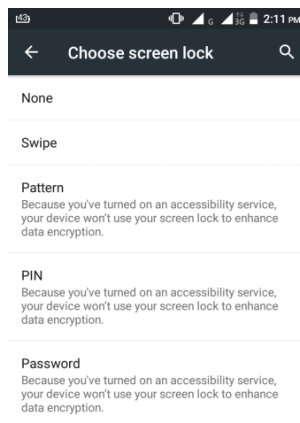 43 G 3G 2:11 PM
Choose screen lock
None
Swipe
Pattern
Because you've turned on an accessibility service,
your device won't use your screen lock to enhance
data encryption.
PIN
Because you've turned on an accessibility service,
your device won't use your screen lock to enhance
data encryption.
Password
Because you've turned on an accessibility service,
your device won't use your screen lock to enhance
data encryption.